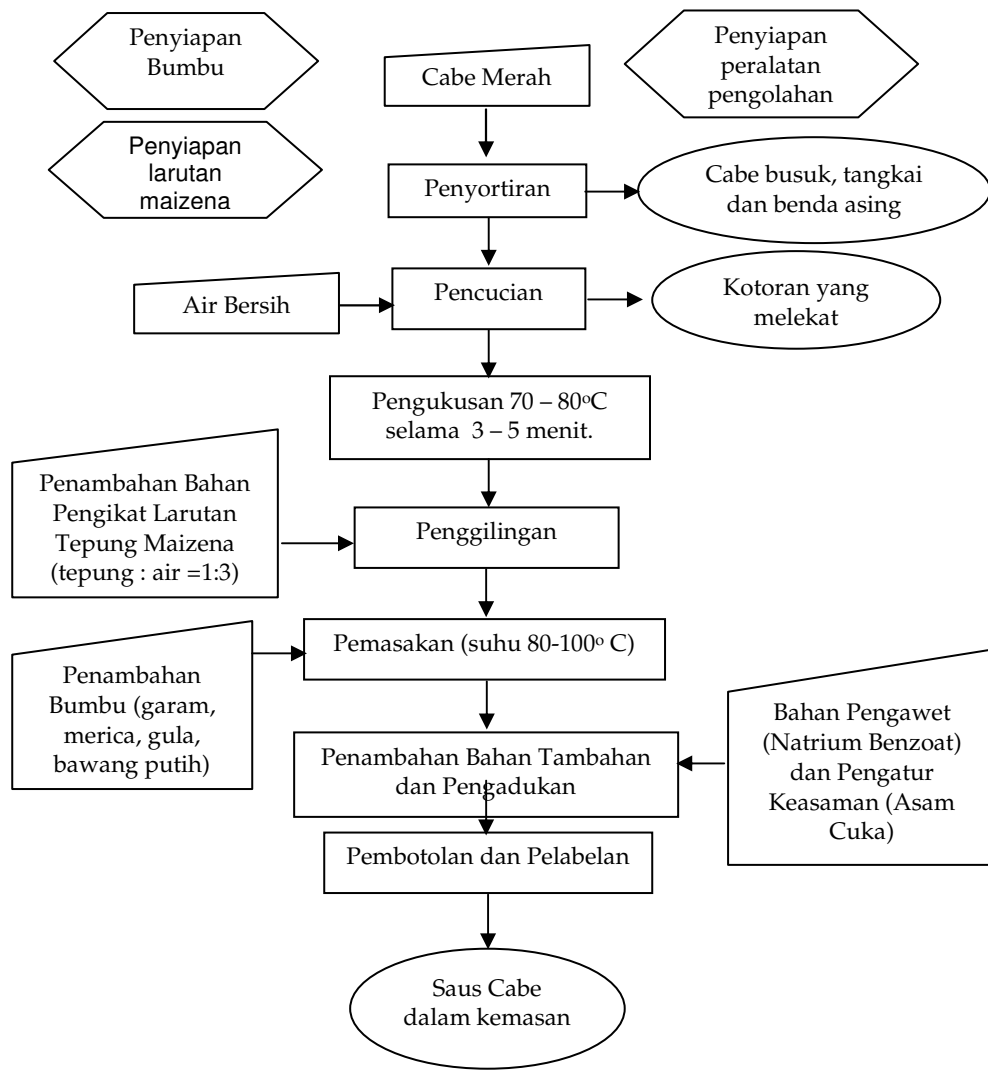 Penyiapan
Bumbu
Cabe Merah
Penyiapan
peralatan
pengolahan
Penyiapan
larutan
maizena
Penyortiran
Cabe busuk, tangkai
dan benda asing
Air Bersih
Pencucian
Kotoran yang
melekat
Pengukusan 70 – 80ºC
selama 3 – 5 menit.
Penambahan Bahan
Pengikat Larutan
Tepung Maizena
(tepung : air =1:3)
Penggilingan
Pemasakan (suhu 80-100º C)
Penambahan
Bumbu (garam,
merica, gula,
bawang putih)
Penambahan Bahan Tambahan
dan Pengadukan
Bahan Pengawet
(Natrium Benzoat)
dan Pengatur
Keasaman (Asam
Cuka)
Pembotolan dan Pelabelan
Saus Cabe
dalam kemasan